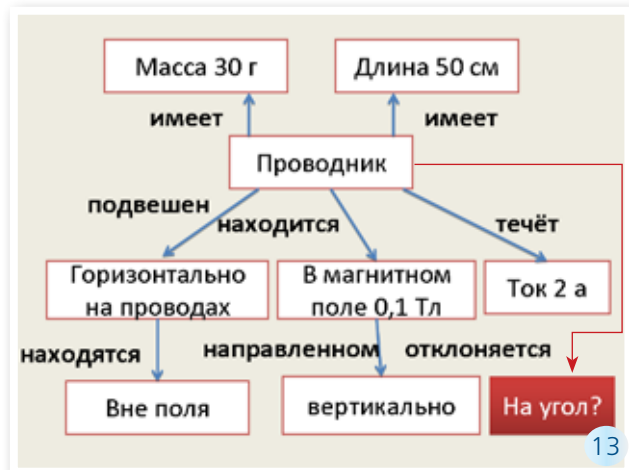 Масса 30 г
Длина 50 см
имеет
имеет
Проводник
подвешен
находится
течёт
Горизонтально
на проводах
В магнитном
поле 0,1 Тл
Ток 2 а
находятся
направленном
отклоняется
Вне поля
вертикально
На угол?
13